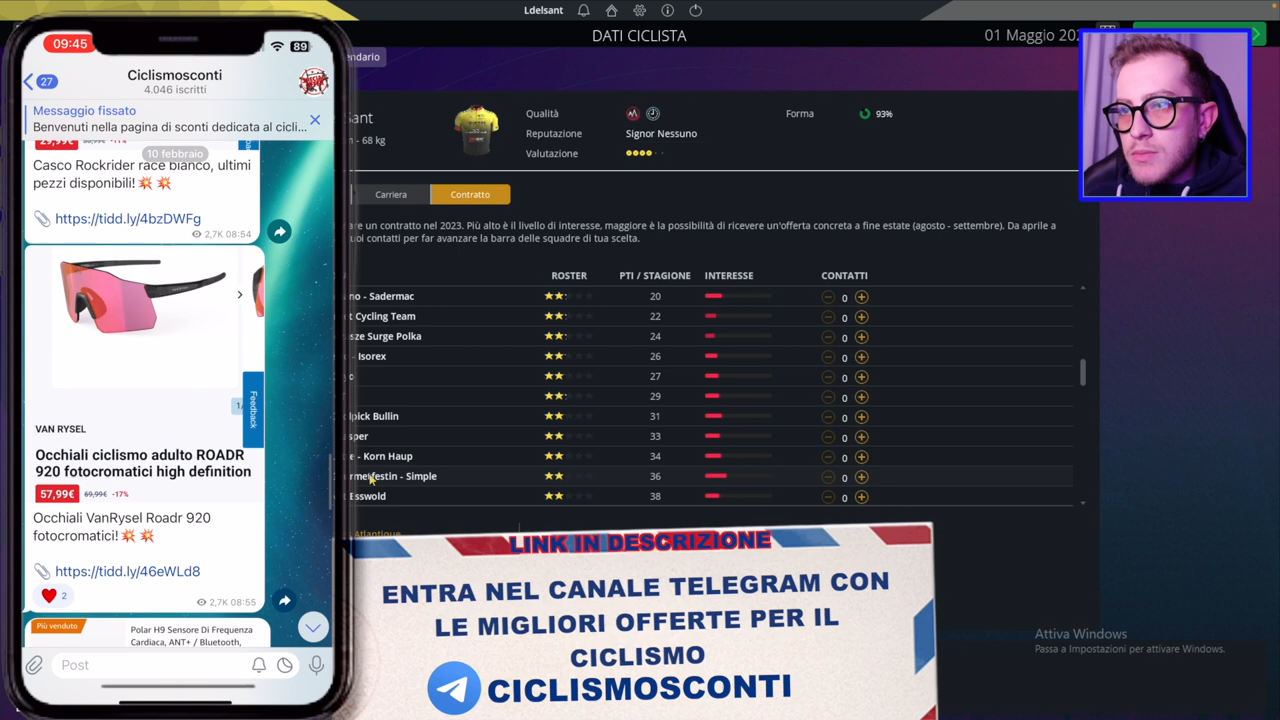 Ldelsant
DATI CICLISTA
01 Maggio
09:45
89
27
Ciclismosconti
4.046 iscritti
Messaggio fissato
Benvenuti nella pagina di sconti dedicata al cicli...
10 febbraio
29,99€
-11%
Casco Rockrider race bianco, ultimi
pezzi disponibili! 💥 💥
https://tidd.ly/4bzDWFg
2,7K 08:54
Feedback
VAN RYSEL
Occhiali ciclismo adulto ROADR
920 fotocromatici high definition
57,99€ 69,99€ -17%
Occhiali VanRysel Roadr 920
fotocromatici! 💥 💥
https://tidd.ly/46eWLd8
❤ 2
2,7K 08:55
Più venduto
Polar H9 Sensore Di Frequenza
Cardiaca, ANT+ / Bluetooth,
Post
endario
Sant
m - 68 kg
Qualità
Reputazione Signor Nessuno
Valutazione
Forma 93%
Carriera Contratto
are un contratto nel 2023. Più alto è il livello di interesse, maggiore è la possibilità di ricevere un'offerta concreta a fine estate (agosto - settembre). Da aprile a
tuoi contatti per far avanzare la barra delle squadre di tua scelta.
ROSTER PTI / STAGIONE INTERESSE CONTATTI
no - Sadermac 20 0
t Cycling Team 22 0
asze Surge Polka 24 0
o - Isorex 26 0
27 0
29 0
lpick Bullin 31 0
asper 33 0
e - Korn Haup 34 0
36 0
t Esswold 38 0
Atlantique
LINK IN DESCRIZIONE
ENTRA NEL CANALE TELEGRAM CON
LE MIGLIORI OFFERTE PER IL
CICLISMO
CICLISMOSCONTI
Attiva Windows
Passa a Impostazioni per attivare Windows.